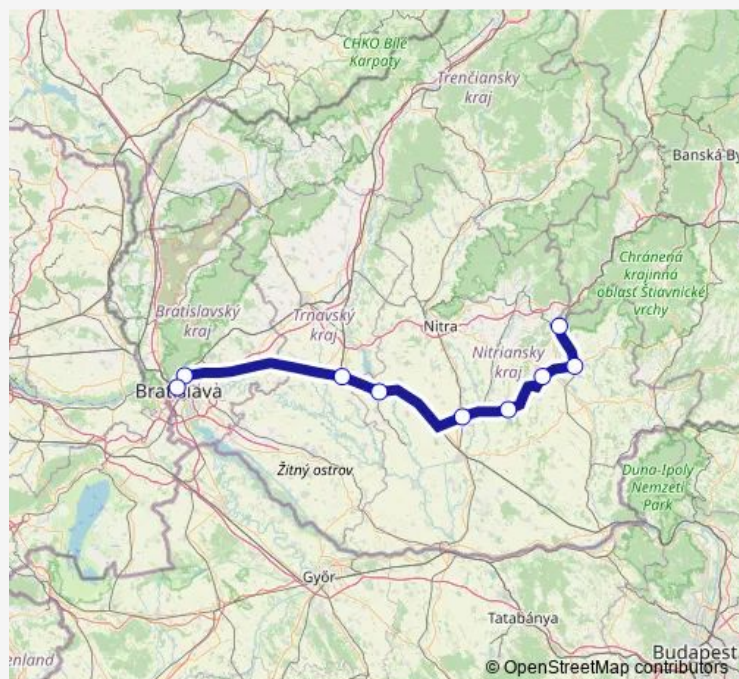 CHKO Bílé
Karpaty
Trenčiansky
kraj
Banská By
Chránená
krajinná
oblasť Štiavnické
vrchy
Bratislavský
kraj
Trnavský
kraj
Nitra
Nitriansky
kraj
Bratislava
Žitný ostrov
Duna-Ipoly
Nemzeti
Park
Győr
Tatabánya
Budapest
enland
© OpenStreetMap contributors